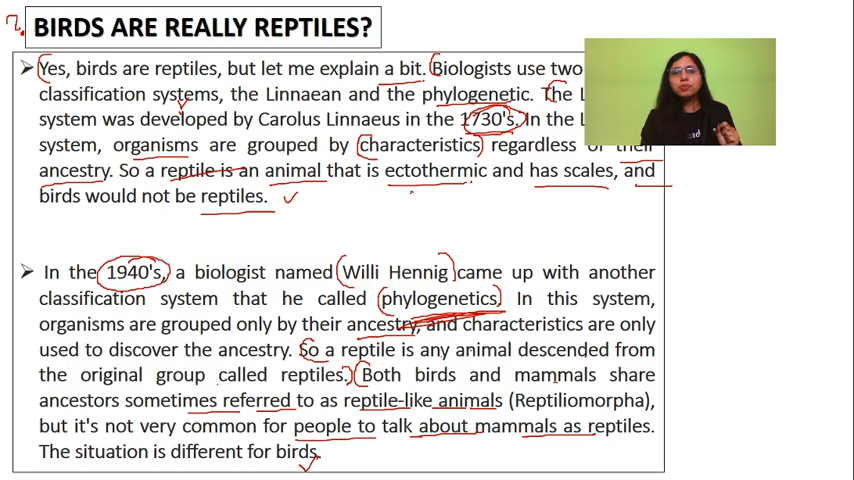 ?. BIRDS ARE REALLY REPTILES?
Yes, birds are reptiles, but let me explain a bit. Biologists use two
classification systems, the Linnaean and the phylogenetic. The L
system was developed by Carolus Linnaeus in the 1730's. In the L
system, organisms are grouped by characteristics regardless of their
ancestry. So a reptile is an animal that is ectothermic and has scales, and
birds would not be reptiles.
In the 1940's, a biologist named Willi Hennig came up with another
classification system that he called phylogenetics. In this system,
organisms are grouped only by their ancestry, and characteristics are only
used to discover the ancestry. So a reptile is any animal descended from
the original group called reptiles. Both birds and mammals share
ancestors sometimes referred to as reptile-like animals (Reptiliomorpha),
but it's not very common for people to talk about mammals as reptiles.
The situation is different for birds.